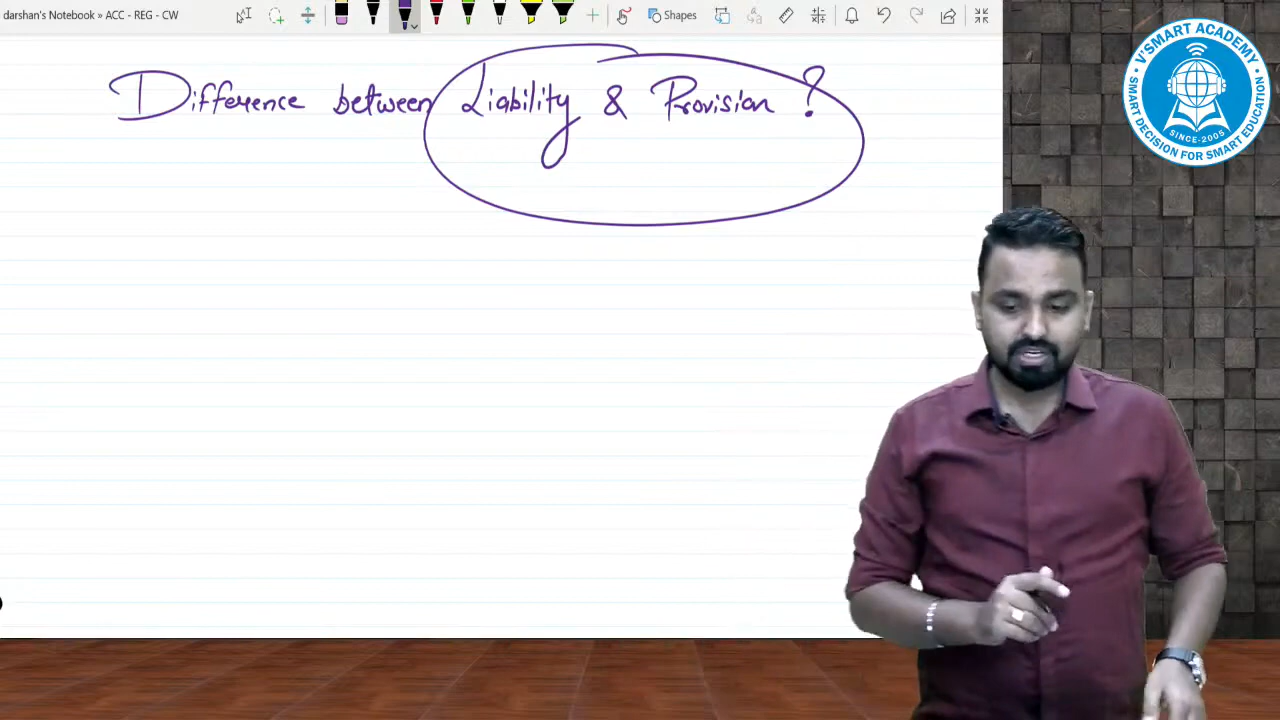 darshan's Notebook » ACC - REG - CW
Shapes
Difference between Liability & Provision ?
V'SMART ACADEMY
SINCE-2005
SMART DECISION FOR SMART EDUCATION